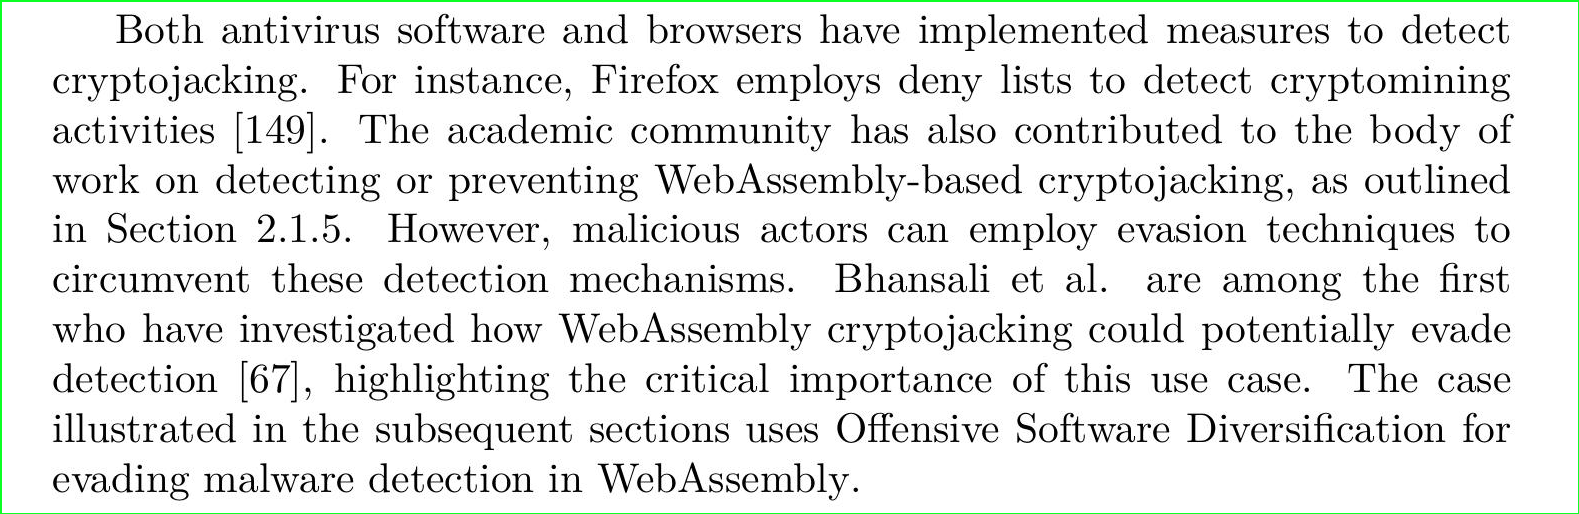 Both antivirus software and browsers have implemented measures to detect
cryptojacking. For instance, Firefox employs deny lists to detect cryptomining
activities [149]. The academic community has also contributed to the body of
work on detecting or preventing WebAssembly-based cryptojacking, as outlined
in Section 2.1.5. However, malicious actors can employ evasion techniques to
circumvent these detection mechanisms. Bhansali et al. are among the first
who have investigated how WebAssembly cryptojacking could potentially evade
detection [67], highlighting the critical importance of this use case. The case
illustrated in the subsequent sections uses Offensive Software Diversification for
evading malware detection in WebAssembly.